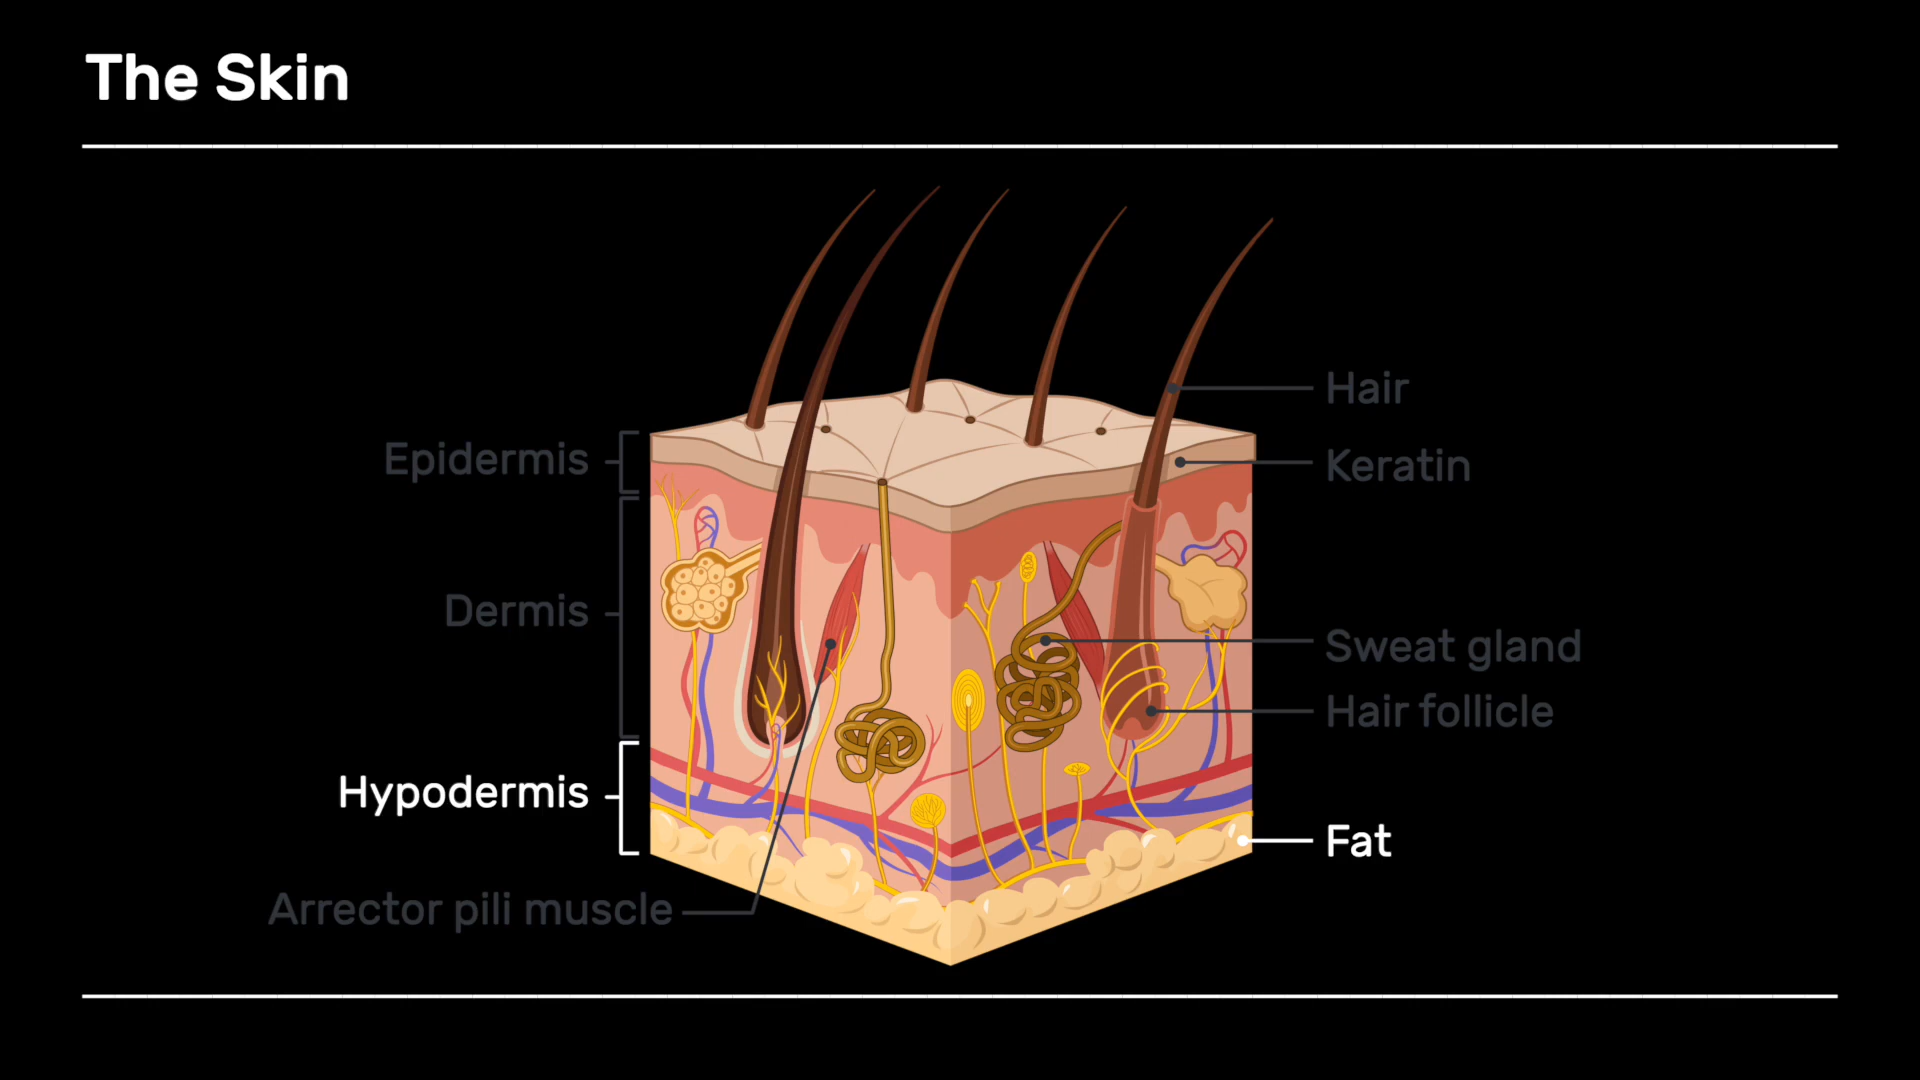 The Skin
Hair
Epidermis
Keratin
Dermis
Sweat gland
Hair follicle
Hypodermis
Fat
Arrector pili muscle